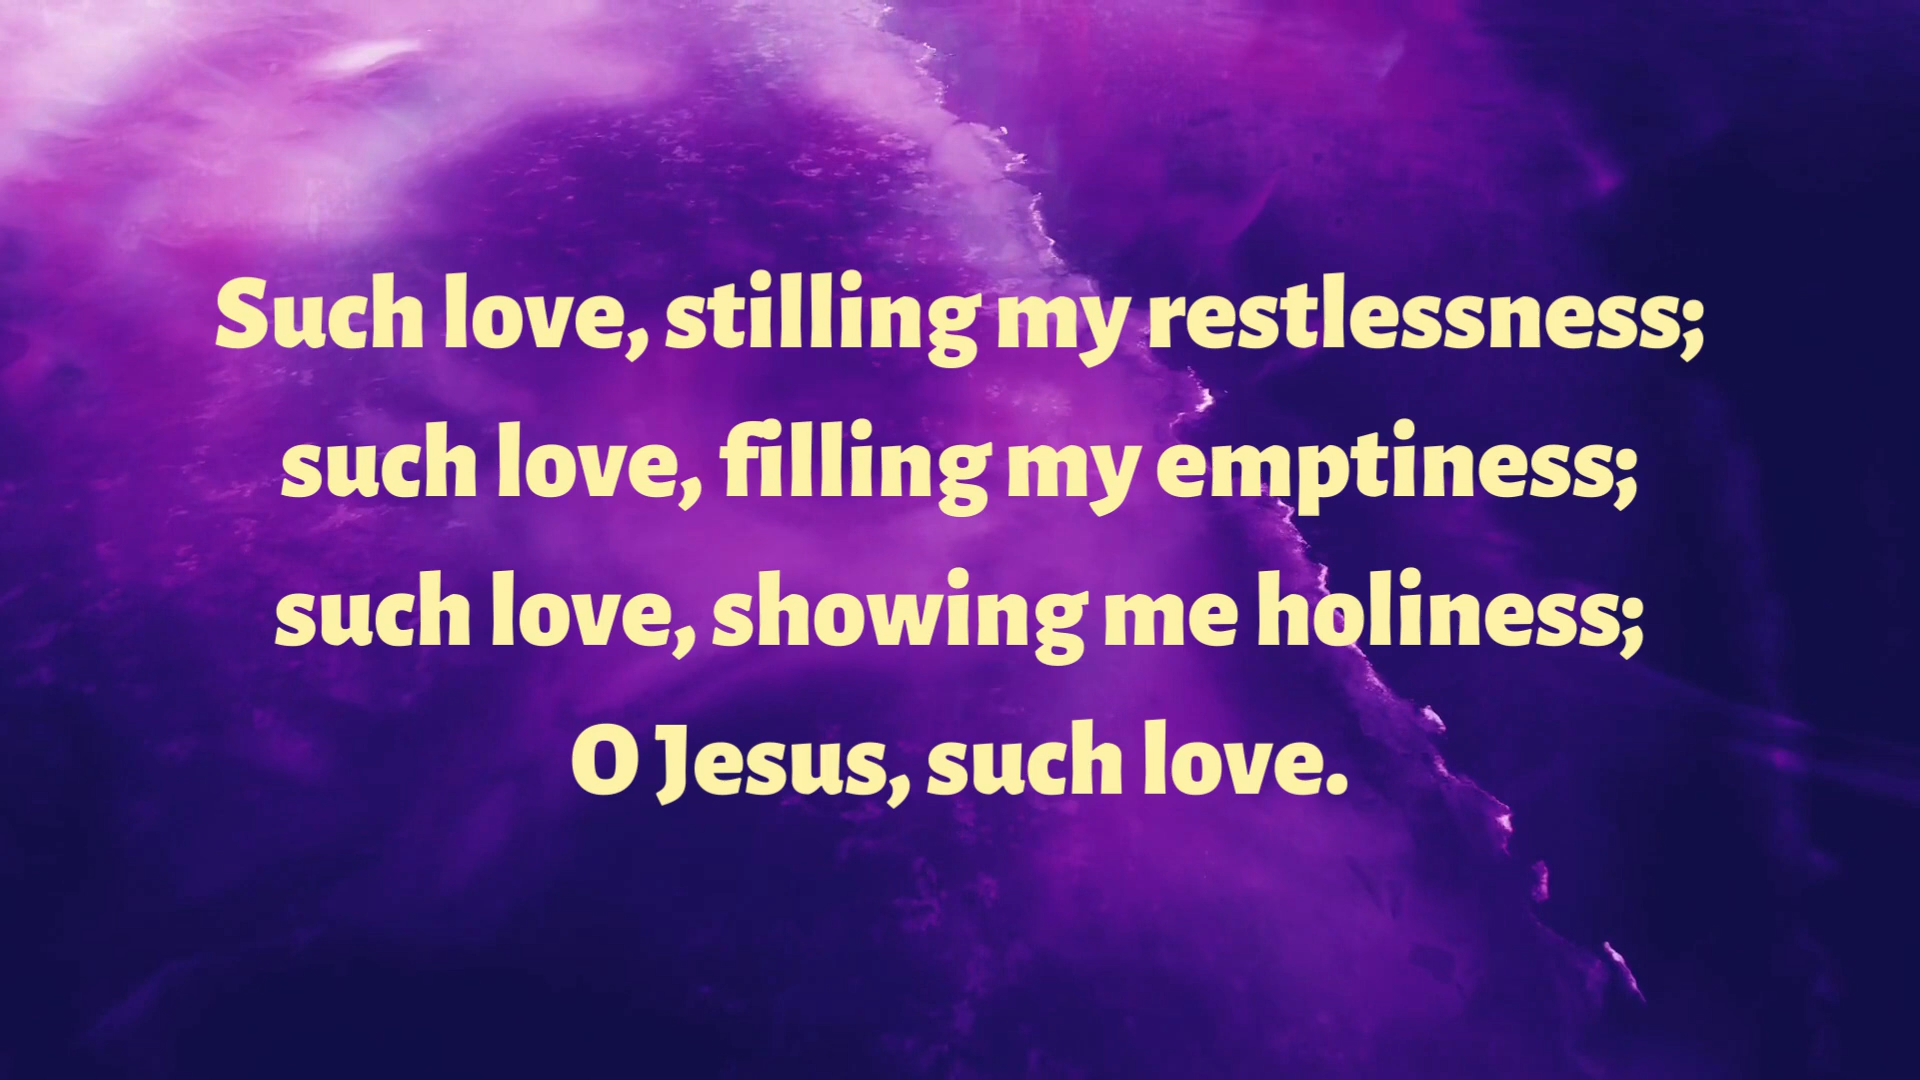 Such love, stilling my restlessness;
such love, filling my emptiness;
such love, showing me holiness;
O Jesus, such love.